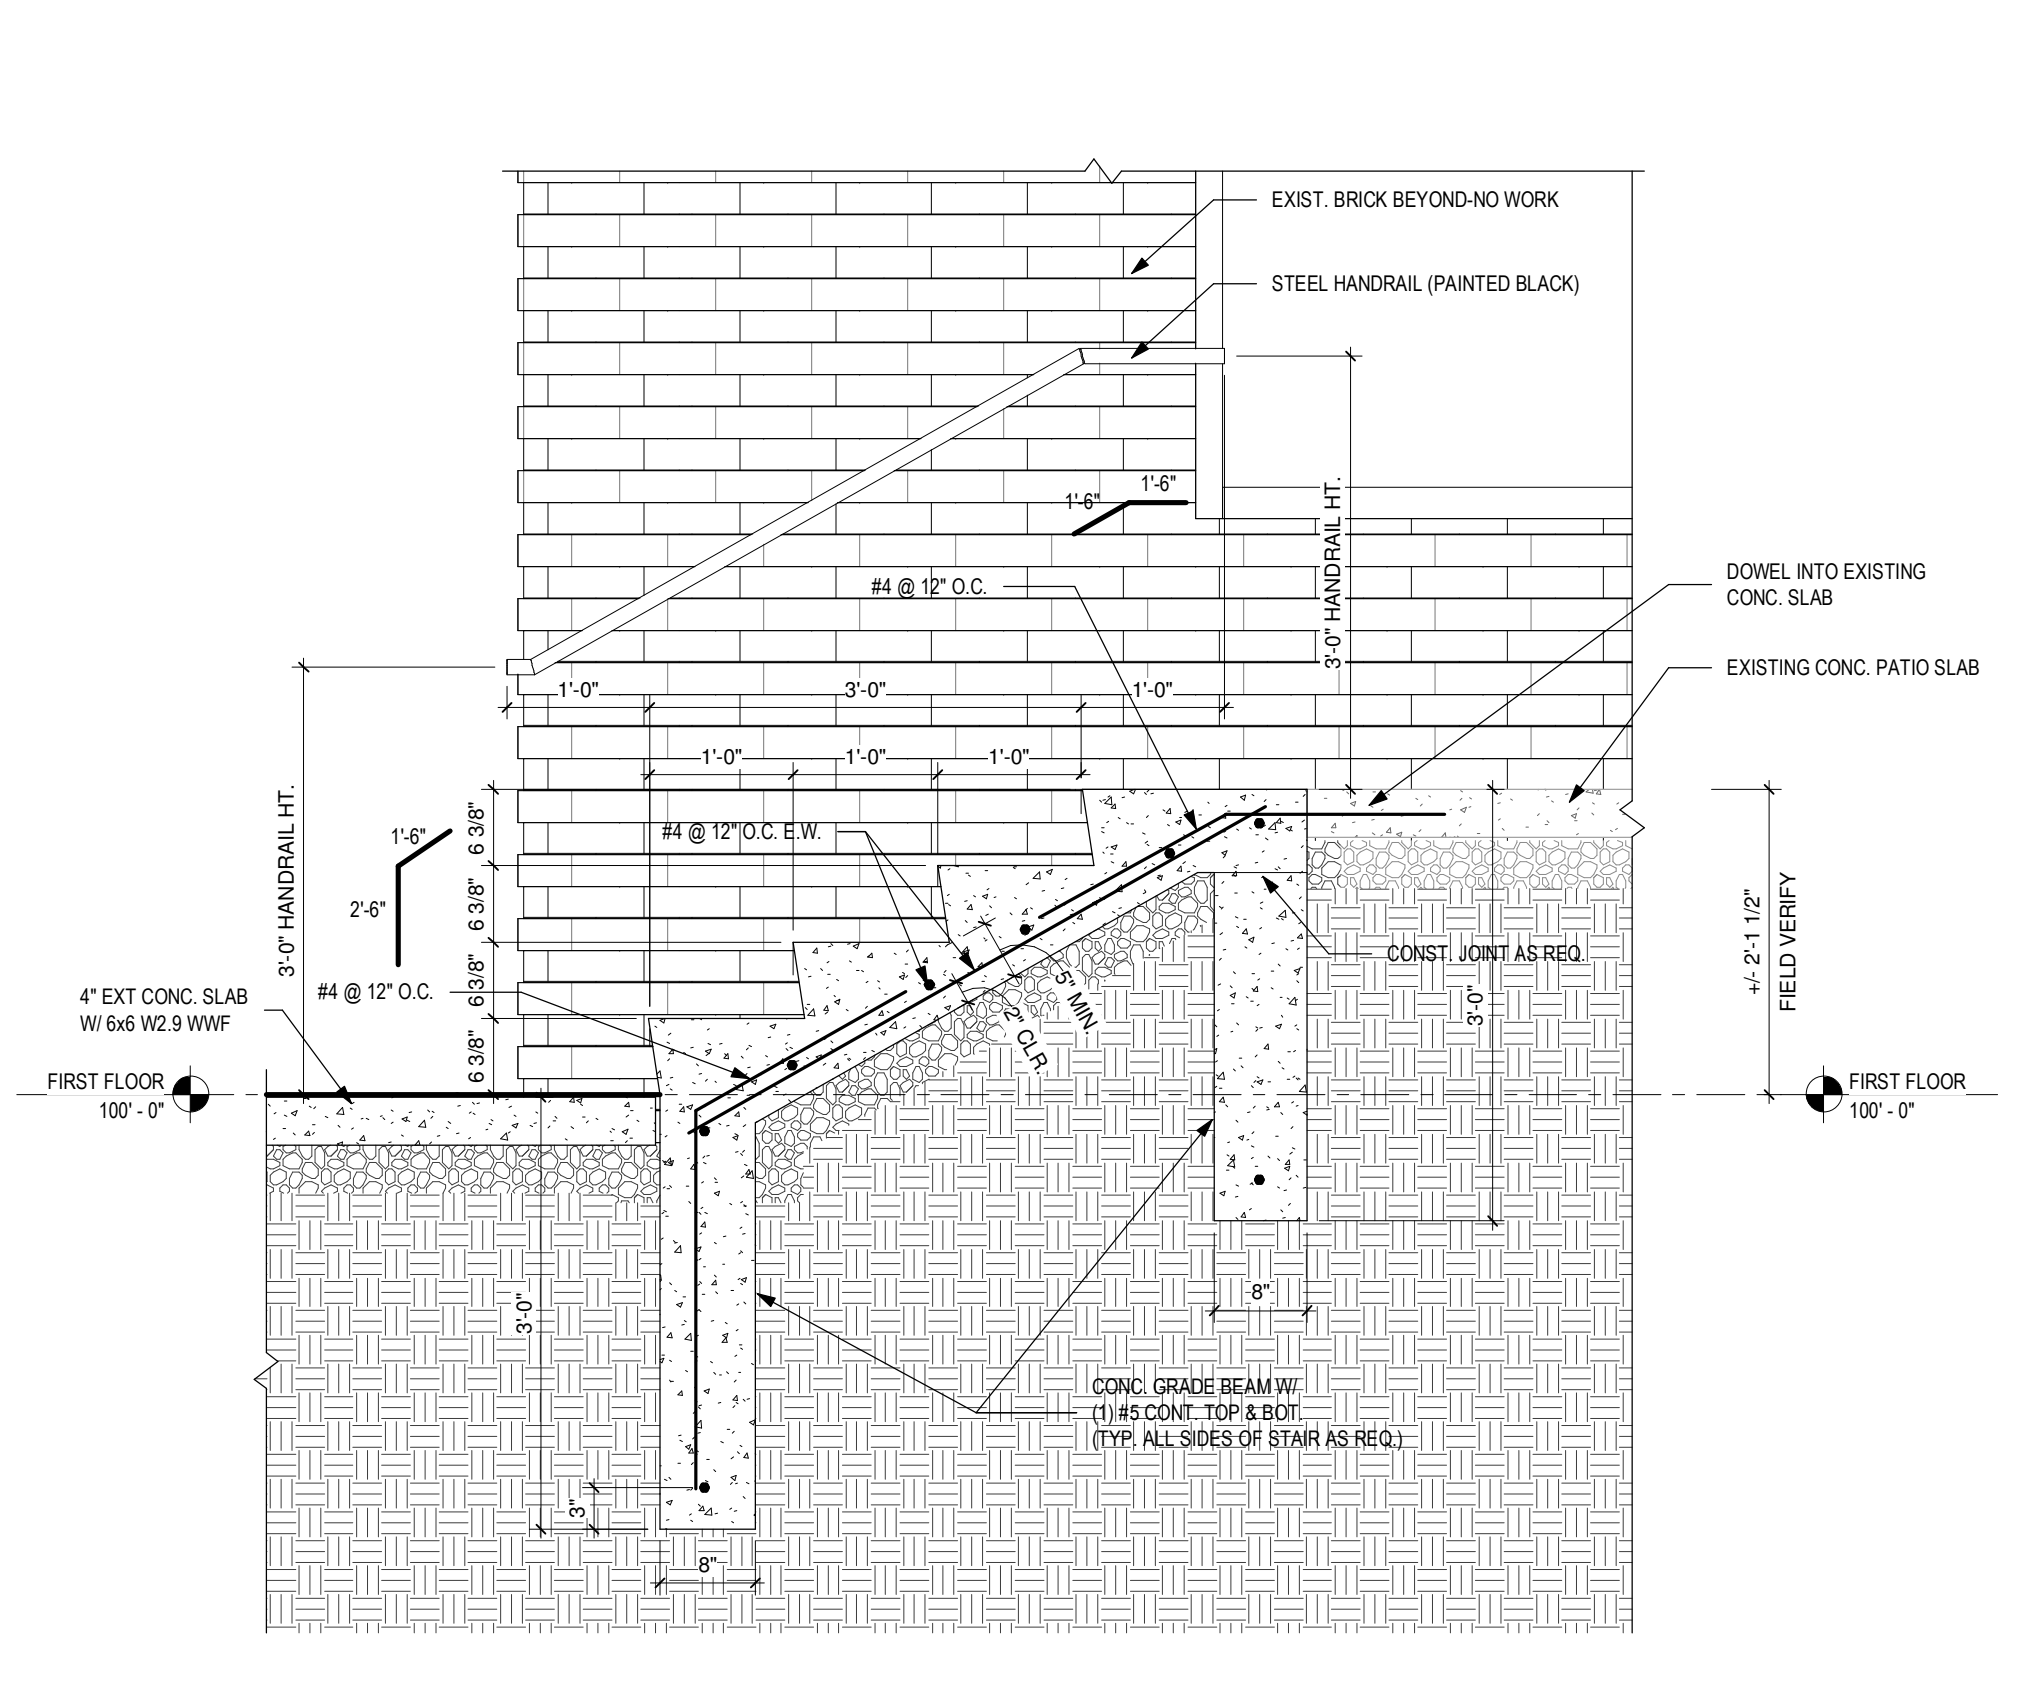 EXIST. BRICK BEYOND-NO WORK
STEEL HANDRAIL (PAINTED BLACK)
1'-6"
1'-6"
3'-0" HANDRAIL HT.
#4 @ 12" O.C.
DOWEL INTO EXISTING
CONC. SLAB
EXISTING CONC. PATIO SLAB
1'-0"
3'-0"
1'-0"
1'-0"
1'-0"
1'-0"
3'-0" HANDRAIL HT.
1'-6"
2'-6"
#4 @ 12" O.C.
6 3/8"
6 3/8"
6 3/8"
6 3/8"
#4 @ 12" O.C. E.W.
5" MIN.
2" CLR.
CONST. JOINT AS REQ.
3'-0"
+/- 2'-1 1/2"
FIELD VERIFY
4" EXT CONC. SLAB
W/ 6x6 W2.9 WWF
FIRST FLOOR
100' - 0"
FIRST FLOOR
100' - 0"
3'-0"
8"
CONC. GRADE BEAM W/
(1) #5 CONT. TOP & BOT.
(TYP. ALL SIDES OF STAIR AS REQ.)
3"
8"